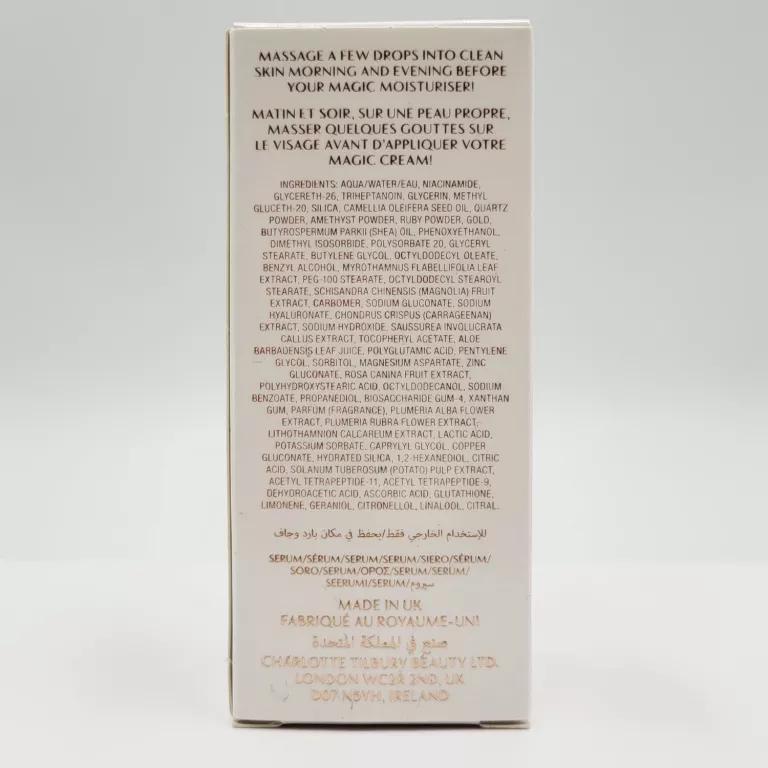 MASSAGE A FEW DROPS INTO CLEAN
SKIN MORNING AND EVENING BEFORE
YOUR MAGIC MOISTURISER!
MATIN ET SOIR, SUR UNE PEAU PROPRE,
MASSER QUELQUES GOUTTES SUR
LE VISAGE AVANT D'APPLIQUER VOTRE
MAGIC CREAM!
INGREDIENTS: AQUA/WATER/EAU, NIACINAMIDE,
GLYCERETH-26, TRIHEPTANOIN, GLYCERIN, METHYL
GLUCETH-20, SILICA, CAMELLIA OLEIFERA SEED OIL, QUARTZ
POWDER, AMETHYST POWDER, RUBY POWDER, GOLD,
BUTYROSPERMUM PARKII (SHEA) OIL, PHENOXYETHANOL,
DIMETHYL ISOSORBIDE, POLYSORBATE 20, GLYCERYL
STEARATE, BUTYLENE GLYCOL, OCTYLDODECYL OLEATE,
BENZYL ALCOHOL, MYROTHAMNUS FLABELLIFOLIA LEAF
EXTRACT, PEG-100 STEARATE, OCTYLDODECYL STEAROYL
STEARATE, SCHISANDRA CHINENSIS (MAGNOLIA) FRUIT
EXTRACT, CARBOMER, SODIUM GLUCONATE, SODIUM
HYALURONATE, CHONDRUS CRISPUS (CARRAGEENAN)
EXTRACT, SODIUM HYDROXIDE, SAUSSUREA INVOLUCRATA
CALLUS EXTRACT, TOCOPHERYL ACETATE, ALOE
BARBADENSIS LEAF JUICE, POLYGLUTAMIC ACID, PENTYLENE
GLYCOL, SORBITOL, MAGNESIUM ASPARTATE, ZINC
GLUCONATE, ROSA CANINA FRUIT EXTRACT,
POLYHYDROXYSTEARIC ACID, OCTYLDODECANOL, SODIUM
BENZOATE, PROPANEDIOL, BIOSACCHARIDE GUM-4, XANTHAN
GUM, PARFUM (FRAGRANCE), PLUMERIA ALBA FLOWER
EXTRACT, PLUMERIA RUBRA FLOWER EXTRACT,
LITHOTHAMNION CALCAREUM EXTRACT, LACTIC ACID,
POTASSIUM SORBATE, CAPRYLYL GLYCOL, COPPER
GLUCONATE, HYDRATED SILICA, 1,2-HEXANEDIOL, CITRIC
ACID, SOLANUM TUBEROSUM (POTATO) PULP EXTRACT,
ACETYL TETRAPEPTIDE-11, ACETYL TETRAPEPTIDE-9,
DEHYDROACETIC ACID, ASCORBIC ACID, GLUTATHIONE,
LIMONENE, GERANIOL, CITRONELLOL, LINALOOL, CITRAL.
للإستخدام الخارجي فقط/يحفظ في مكان بارد وجاف
SERUM/SÉRUM/SERUM/SERUM/SIERO/SÉRUM/
SORO/SERUM/ΟΡΟΣ/SERUM/SERUM/
SEERUMI/SERUM/سيروم
MADE IN UK
FABRIQUÉ AU ROYAUME-UNI
صنع في المملكة المتحدة
CHARLOTTE TILBURY BEAUTY LTD.
LONDON WC2R 2ND, UK
D07 N5YH, IRELAND